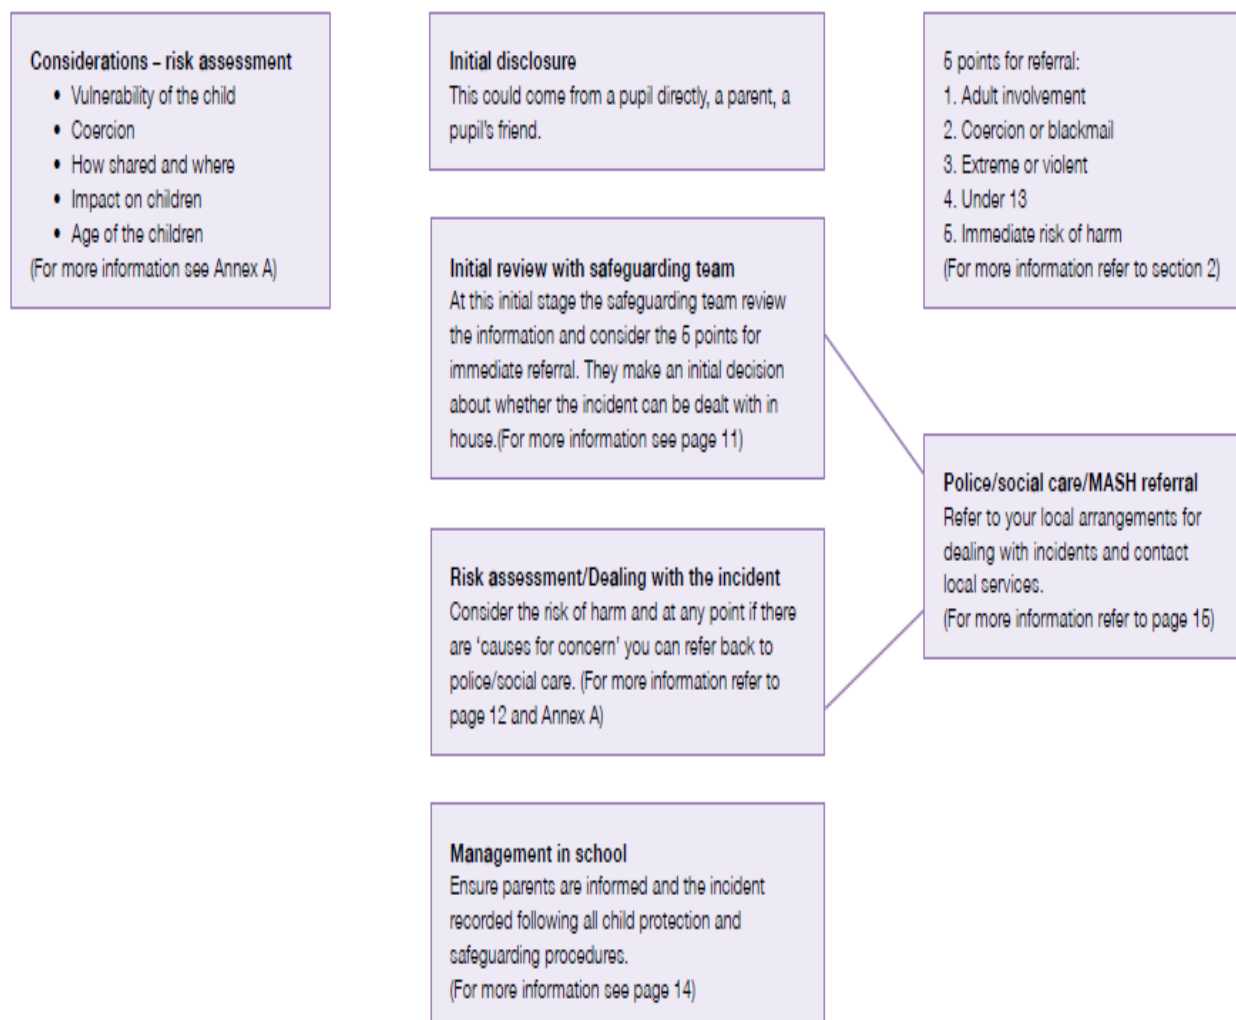 Considerations – risk assessment
• Vulnerability of the child
• Coercion
• How shared and where
• Impact on children
• Age of the children
(For more information see Annex A)
Initial disclosure
This could come from a pupil directly, a parent, a
pupil's friend.
5 points for referral:
1. Adult involvement
2. Coercion or blackmail
3. Extreme or violent
4. Under 13
5. Immediate risk of harm
(For more information refer to section 2)
Initial review with safeguarding team
At this initial stage the safeguarding team review
the information and consider the 5 points for
immediate referral. They make an initial decision
about whether the incident can be dealt with in
house.(For more information see page 11)
Police/social care/MASH referral
Refer to your local arrangements for
dealing with incidents and contact
local services.
(For more information refer to page 15)
Risk assessment/Dealing with the incident
Consider the risk of harm and at any point if there
are ‘causes for concern’ you can refer back to
police/social care. (For more information refer to
page 12 and Annex A)
Management in school
Ensure parents are informed and the incident
recorded following all child protection and
safeguarding procedures.
(For more information see page 14)